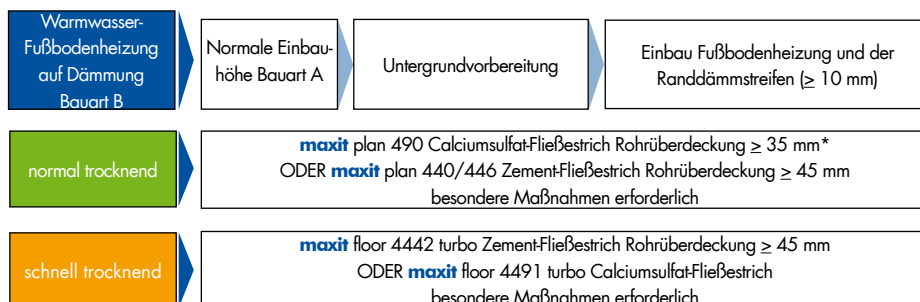 Warmwasser-
Fußbodenheizung
auf Dämmung
Bauart B
Normale Einbau-
höhe Bauart A
Untergrundvorbereitung
Einbau Fußbodenheizung und der
Randdämmstreifen (≥ 10 mm)
normal trocknend
maxit plan 490 Calciumsulfat-Fließestrich Rohrüberdeckung ≥ 35 mm*
ODER maxit plan 440/446 Zement-Fließestrich Rohrüberdeckung ≥ 45 mm
besondere Maßnahmen erforderlich
schnell trocknend
maxit floor 4442 turbo Zement-Fließestrich Rohrüberdeckung ≥ 45 mm
ODER maxit floor 4491 turbo Calciumsulfat-Fließestrich
besondere Maßnahmen erforderlich